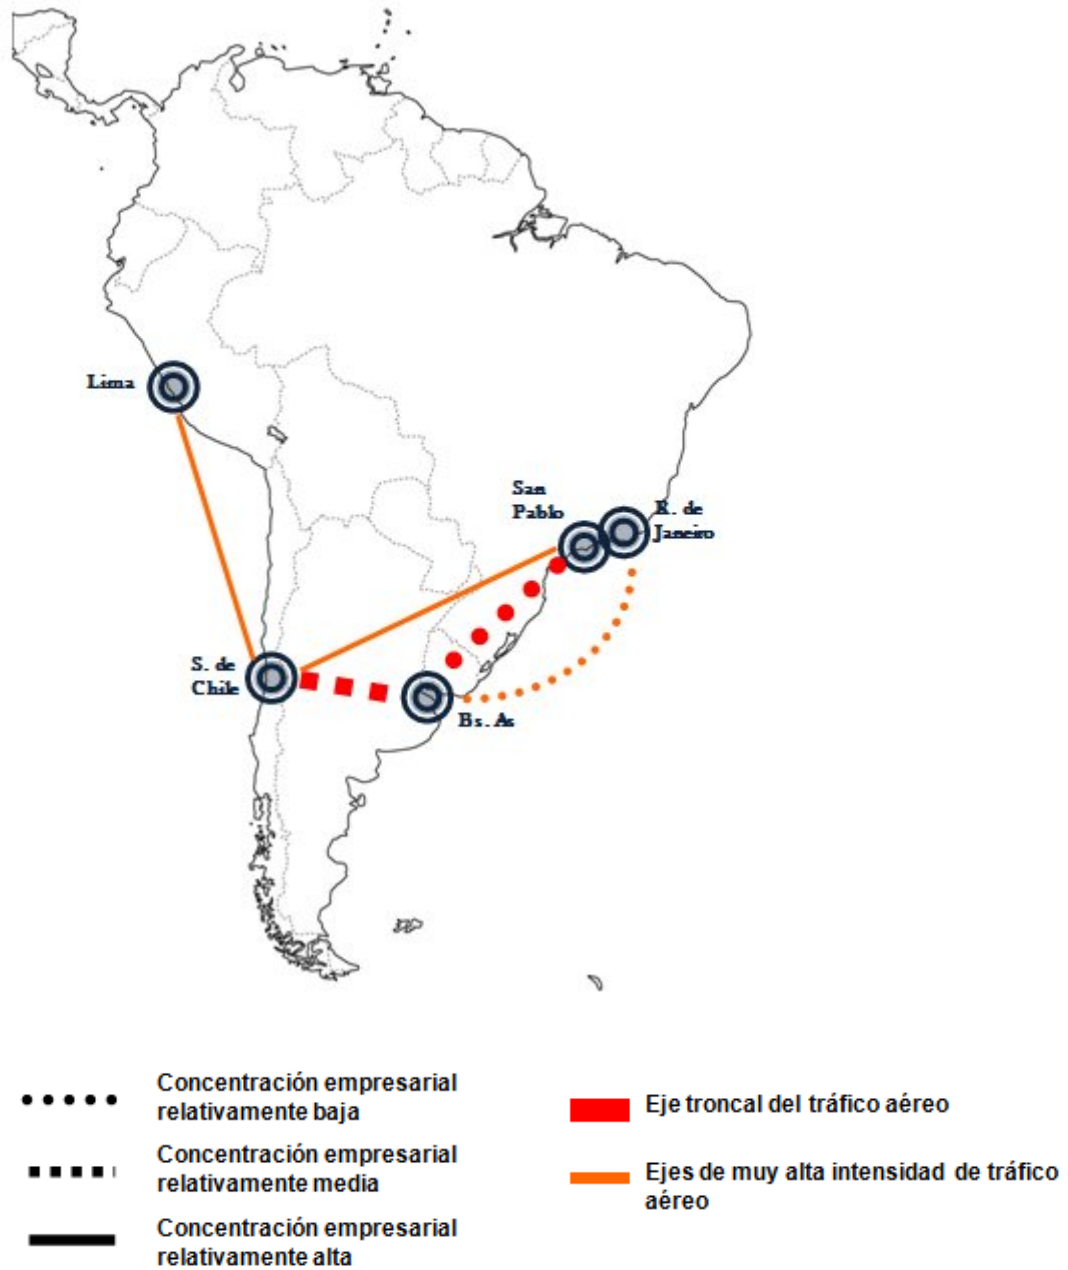 Lima
San
Pablo
R. de
Janeiro
S. de
Chile
Bs. As
Concentración empresarial
relativamente baja
Concentración empresarial
relativamente media
Concentración empresarial
relativamente alta
Eje troncal del tráfico aéreo
Ejes de muy alta intensidad de tráfico
aéreo